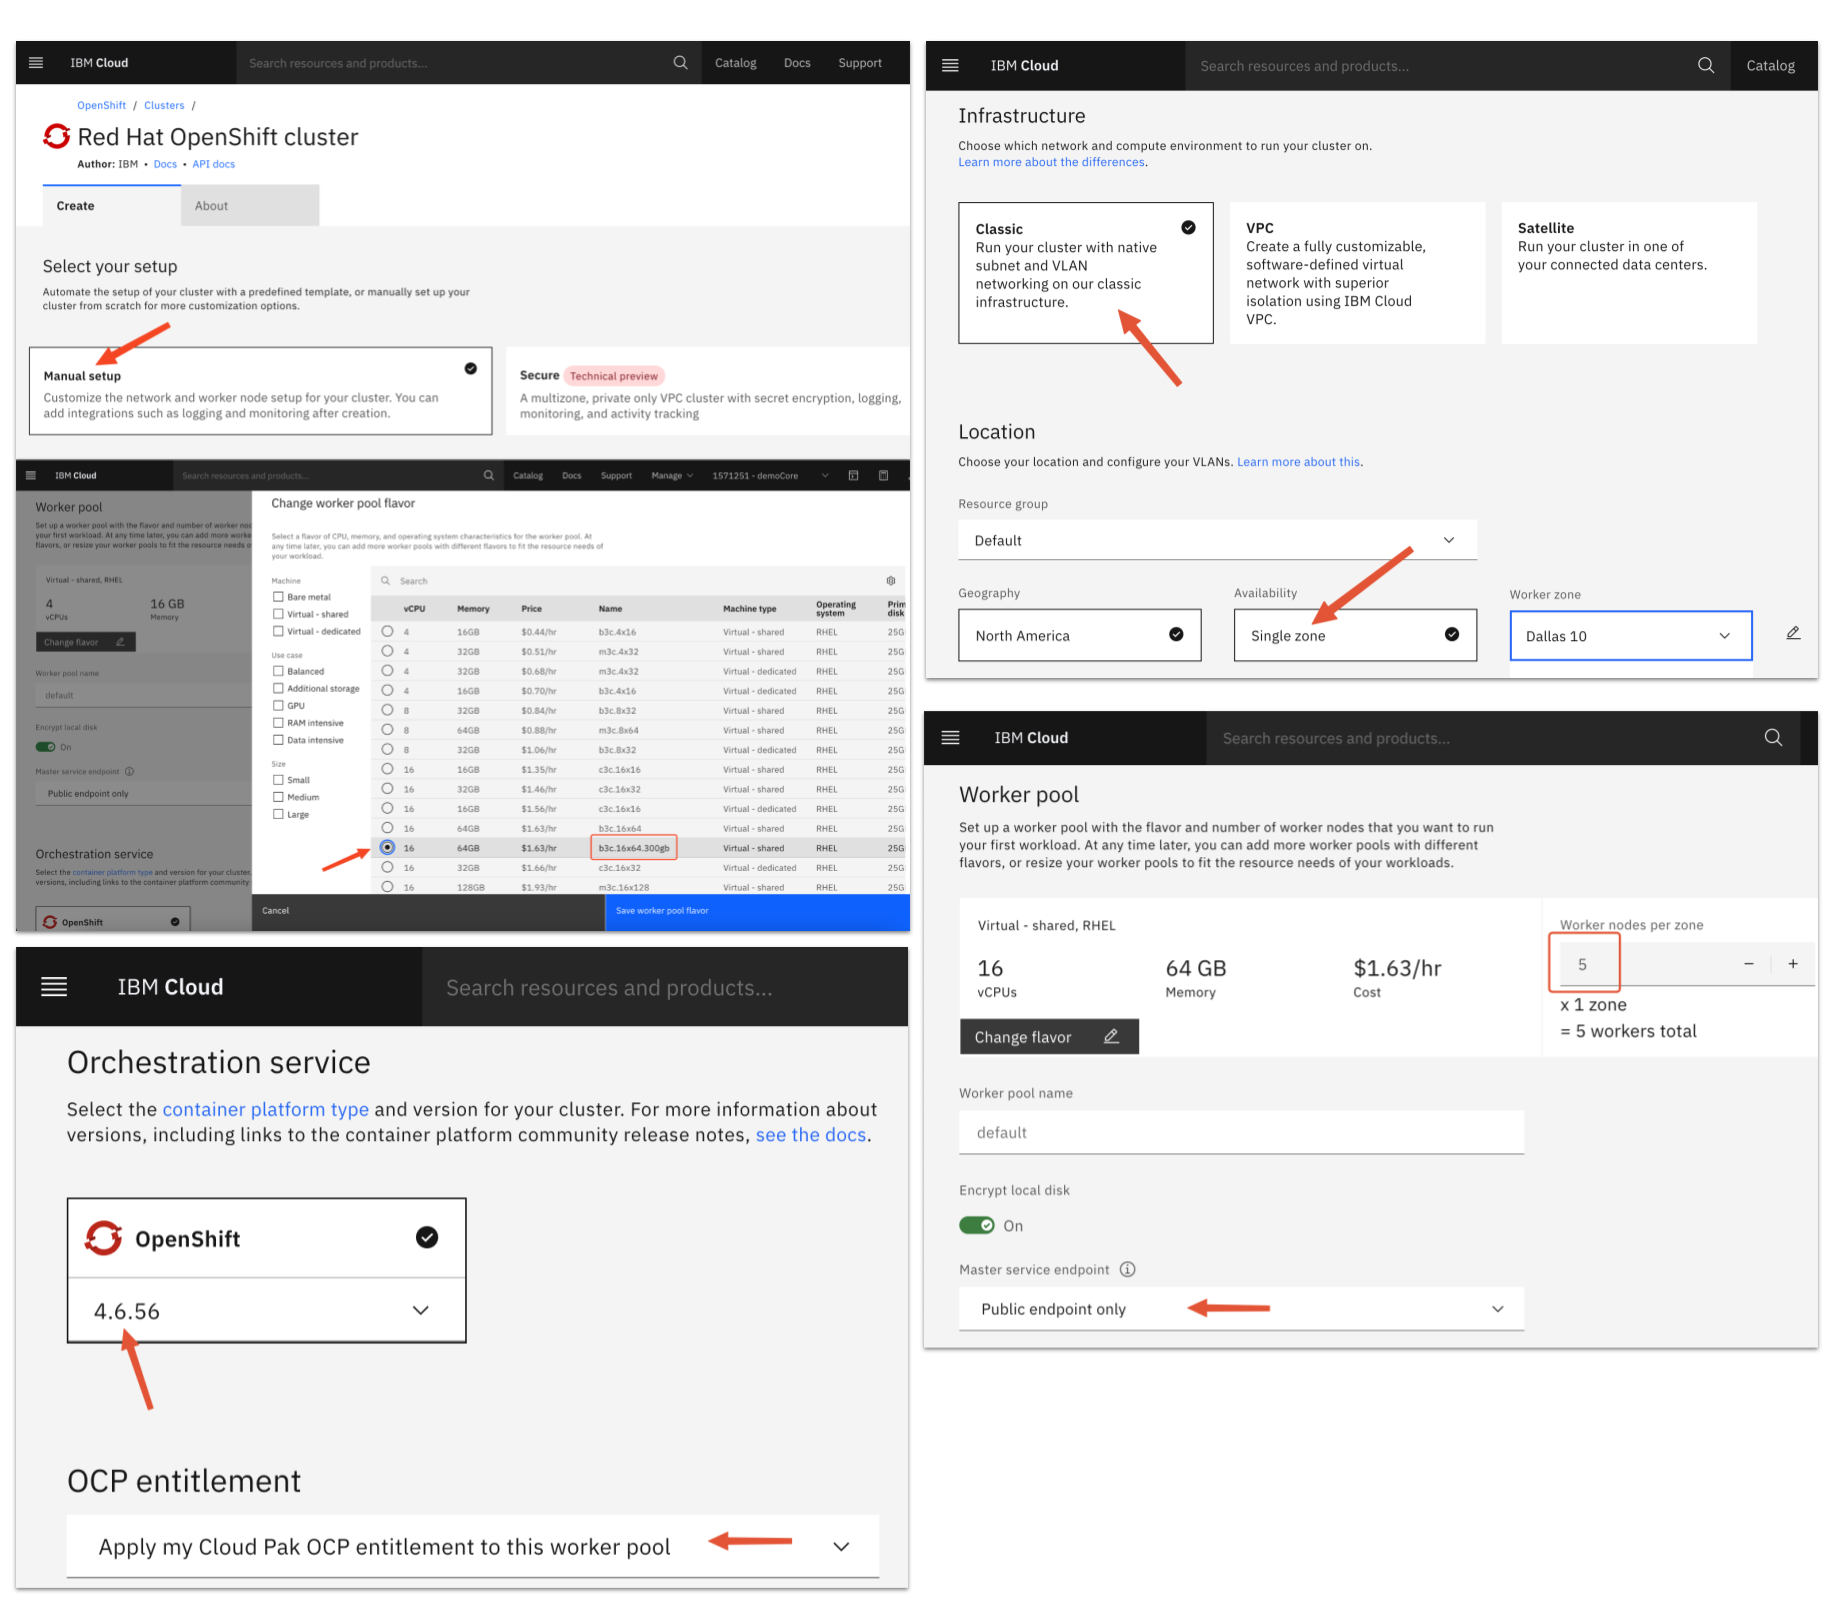 IBM Cloud
Search resources and products...
Catalog
Docs
Support
OpenShift / Clusters /
Red Hat OpenShift cluster
Author: IBM • Docs • API docs
Create
About
Select your setup
Automate the setup of your cluster with a predefined template, or manually set up your
cluster from scratch for more customization options.
Manual setup
Customize the network and worker node setup for your cluster. You can
add integrations such as logging and monitoring after creation.
Secure Technical preview
A multizone, private only VPC cluster with secret encryption, logging,
monitoring, and activity tracking
IBM Cloud
Search resources and products...
Catalog
Docs
Support
Manage
1571251 - demoCore
Worker pool
Set up a worker pool with the flavor and number of worker
your first workload. At any time later, you can add more
flavors, or resize your worker pools to fit the resource needs
Virtual - shared, RHEL
4
vCPUs
16 GB
Memory
Change flavor
Worker pool name
default
Encrypt local disk
On
Master service endpoint
Public endpoint only
Orchestration service
Select the container platform type and version for your cluster.
versions, including links to the container platform community
OpenShift
Change worker pool flavor
Select a flavor of CPU, memory, and operating system characteristics for the worker pool. At
any time later, you can add more worker pools with different flavors to fit the resource needs of
your workload.
Machine
Bare metal
Virtual - shared
Virtual - dedicated
Use case
Balanced
Additional storage
GPU
RAM intensive
Data intensive
Size
Small
Medium
Large
Search
vCPU Memory Price Name Machine type Operating system Prim disk
4 16GB $0.44/hr b3c.4x16 Virtual - shared RHEL 25G
4 32GB $0.51/hr m3c.4x32 Virtual - shared RHEL 25G
4 32GB $0.68/hr m3c.4x32 Virtual - dedicated RHEL 25G
4 16GB $0.70/hr b3c.4x16 Virtual - dedicated RHEL 25G
8 32GB $0.84/hr b3c.8x32 Virtual - shared RHEL 25G
8 64GB $0.88/hr m3c.8x64 Virtual - shared RHEL 25G
8 32GB $1.06/hr b3c.8x32 Virtual - dedicated RHEL 25G
16 16GB $1.35/hr c3c.16x16 Virtual - shared RHEL 25G
16 32GB $1.46/hr c3c.16x32 Virtual - shared RHEL 25G
16 16GB $1.56/hr c3c.16x16 Virtual - dedicated RHEL 25G
16 64GB $1.63/hr b3c.16x64 Virtual - shared RHEL 25G
16 64GB $1.63/hr b3c.16x64.300gb Virtual - shared RHEL 25G
16 32GB $1.66/hr c3c.16x32 Virtual - dedicated RHEL 25G
16 128GB $1.93/hr m3c.16x128 Virtual - shared RHEL 25G
Cancel
Save worker pool flavor
IBM Cloud
Search resources and products...
Orchestration service
Select the container platform type and version for your cluster. For more information about
versions, including links to the container platform community release notes, see the docs.
OpenShift
4.6.56
OCP entitlement
Apply my Cloud Pak OCP entitlement to this worker pool
IBM Cloud
Search resources and products...
Catalog
Infrastructure
Choose which network and compute environment to run your cluster on.
Learn more about the differences.
Classic
Run your cluster with native
subnet and VLAN
networking on our classic
infrastructure.
VPC
Create a fully customizable,
software-defined virtual
network with superior
isolation using IBM Cloud
VPC.
Satellite
Run your cluster in one of
your connected data centers.
Location
Choose your location and configure your VLANs. Learn more about this.
Resource group
Default
Geography
North America
Availability
Single zone
Worker zone
Dallas 10
IBM Cloud
Search resources and products...
Worker pool
Set up a worker pool with the flavor and number of worker nodes that you want to run
your first workload. At any time later, you can add more worker pools with different
flavors, or resize your worker pools to fit the resource needs of your workloads.
Virtual - shared, RHEL
16
vCPUs
64 GB
Memory
$1.63/hr
Cost
Change flavor
Worker nodes per zone
5 − +
x 1 zone
= 5 workers total
Worker pool name
default
Encrypt local disk
On
Master service endpoint
Public endpoint only